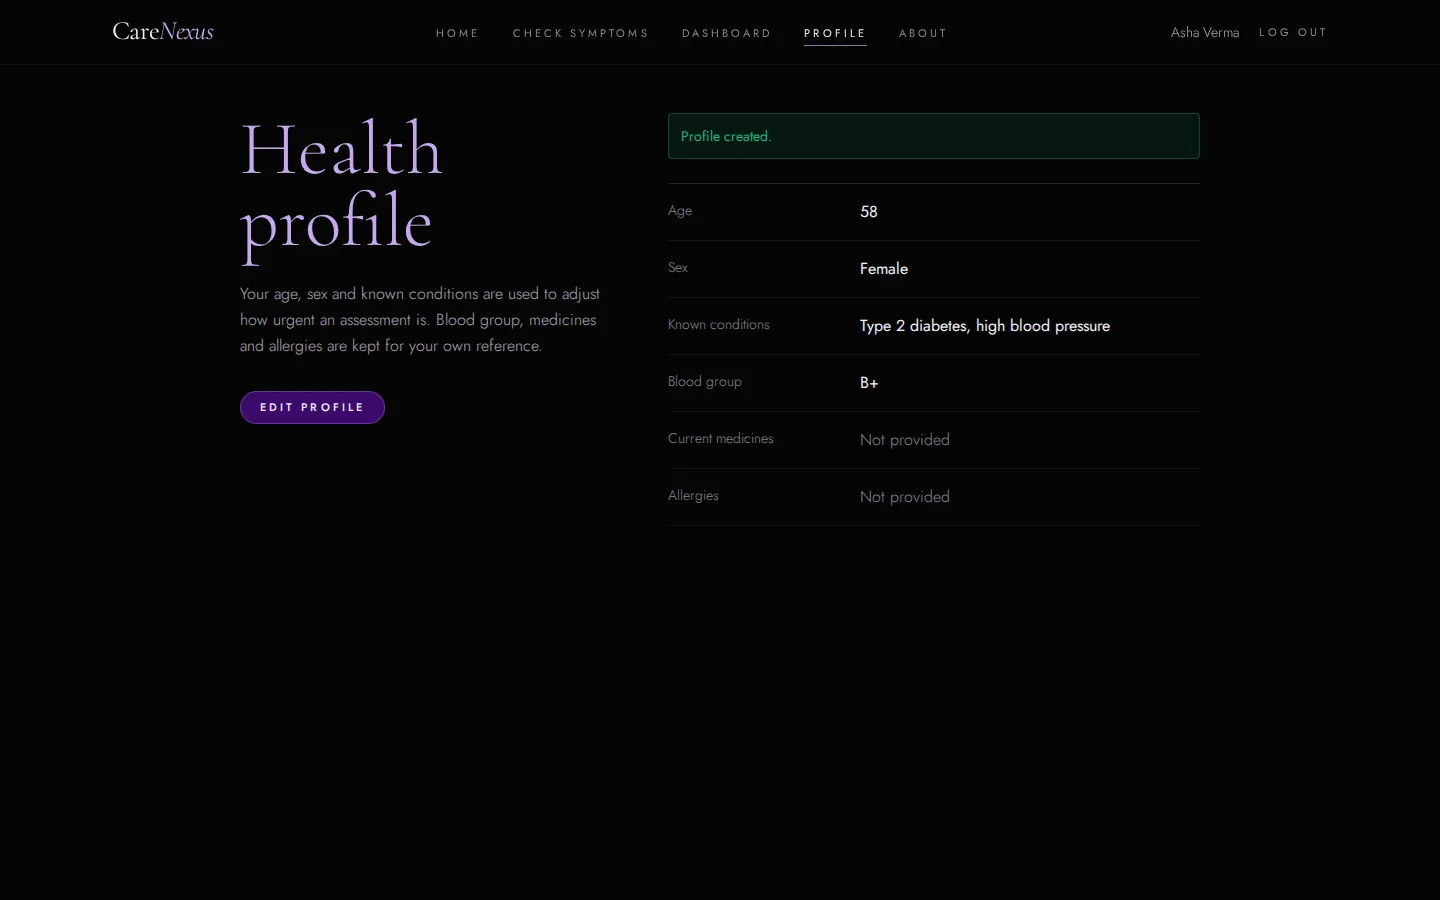 CareNexus
HOME
CHECK SYMPTOMS
DASHBOARD
PROFILE
ABOUT
Asha Verma
LOG OUT
Health
profile
Your age, sex and known conditions are used to adjust
how urgent an assessment is. Blood group, medicines
and allergies are kept for your own reference.
EDIT PROFILE
Profile created.
Age 58
Sex Female
Known conditions Type 2 diabetes, high blood pressure
Blood group B+
Current medicines Not provided
Allergies Not provided